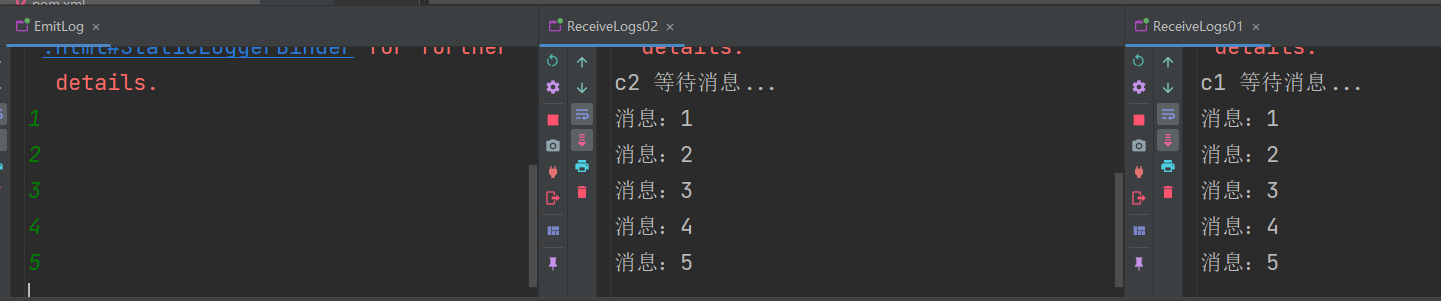 pom.xml
EmitLog
.html#StaticLoggerBinder for further
details.
1
2
3
4
5
ReceiveLogs02
details.
c2 等待消息...
消息：1
消息：2
消息：3
消息：4
消息：5
ReceiveLogs01
details.
c1 等待消息...
消息：1
消息：2
消息：3
消息：4
消息：5